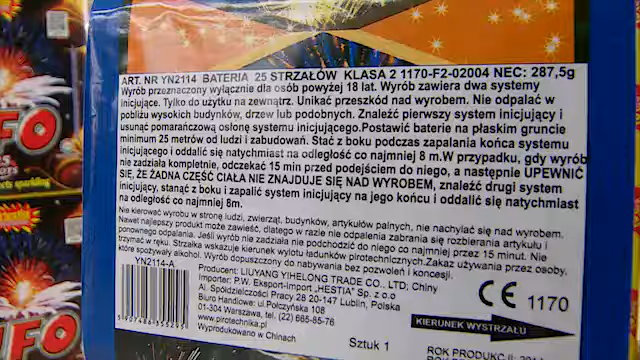 ART. NR YN2114 BATERIA 25 STRZAŁÓW KLASA 2 1170-F2-02004 NEC: 287,5g
Wyrób przeznaczony wyłącznie dla osób powyżej 18 lat. Wyrób zawiera dwa systemy
inicjujące. Tylko do użytku na zewnątrz. Unikać przeszkód nad wyrobem. Nie odpalać w
pobliżu wysokich budynków, drzew lub podobnych. Znaleźć pierwszy system inicjujący i
usunąć pomarańczową osłonę systemu inicjującego.Postawić baterie na płaskim gruncie
minimum 25 metrów od ludzi i zabudowań. Stać z boku podczas zapalania końca systemu
inicjującego i oddalić się natychmiast na odległość co najmniej 8 m.W przypadku, gdy wyrób
nie zadziała kompletnie, odczekać 15 min przed podejściem do niego, a następnie UPEWNIĆ
SIĘ, ŻE ŻADNA CZĘŚĆ CIAŁA NIE ZNAJDUJE SIĘ NAD WYROBEM, znaleźć drugi system
inicjujący, stanąć z boku i zapalić system inicjujący na jego końcu i oddalić się natychmiast
na odległość co najmniej 8m.
Nie kierować wyrobu w stronę ludzi, zwierząt, budynków, artykułów palnych, nie nachylać się nad wyrobem.
Nawet najlepszy produkt może zawieść, dlatego w razie nie odpalenia zabrania się rozbierania artykułu i
ponownego odpalania. Jeśli wyrób nie zadziała nie podchodzić do niego co najmniej przez 15 minut. Nie
trzymać w ręku. Strzałka wskazuje kierunek wylotu ładunków pirotechnicznych.Zakaz używania przez osoby,
które spożywały alkohol. Wyrób dopuszczony do nabywania bez pozwoleń i koncesji.
YN2114-A
Producent: LIUYANG YIHELONG TRADE CO., LTD; Chiny
Importer: P.W. Eksport-import „HESTIA" Sp. z o.o
Al. Spółdzielczości Pracy 28 20-147 Lublin, Polska
Biuro Handlowe: ul.Połczyńska 108
01-304 Warszawa, tel. (22) 665-85-76
www.pirotechnika.pl
Wyprodukowano w Chinach
Sztuk 1
CE 1170
KIERUNEK WYSTRZAŁU
ROK PRODUKCJI